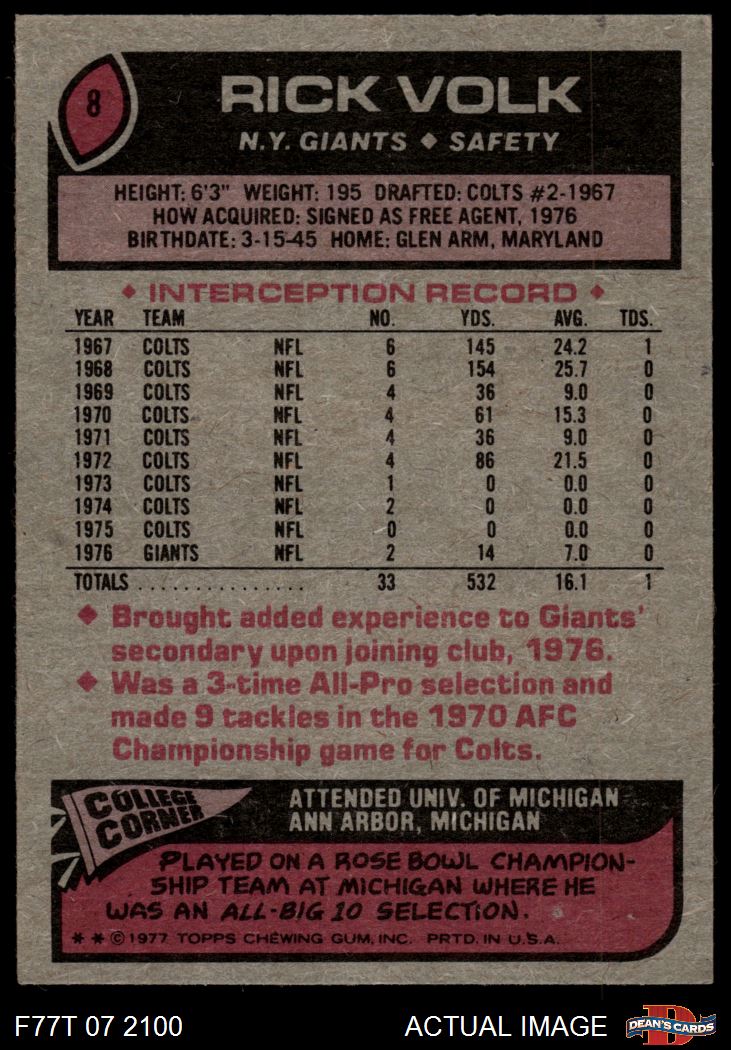 8
RICK VOLK
N.Y. GIANTS ♦ SAFETY
HEIGHT: 6'3" WEIGHT: 195 DRAFTED: COLTS #2-1967
HOW ACQUIRED: SIGNED AS FREE AGENT, 1976
BIRTHDATE: 3-15-45 HOME: GLEN ARM, MARYLAND
♦ INTERCEPTION RECORD ♦
YEAR TEAM NO. YDS. AVG. TDS.
1967 COLTS NFL 6 145 24.2 1
1968 COLTS NFL 6 154 25.7 0
1969 COLTS NFL 4 36 9.0 0
1970 COLTS NFL 4 61 15.3 0
1971 COLTS NFL 4 36 9.0 0
1972 COLTS NFL 4 86 21.5 0
1973 COLTS NFL 1 0 0.0 0
1974 COLTS NFL 2 0 0.0 0
1975 COLTS NFL 0 0 0.0 0
1976 GIANTS NFL 2 14 7.0 0
TOTALS ................ 33 532 16.1 1
♦ Brought added experience to Giants'
secondary upon joining club, 1976.
♦ Was a 3-time All-Pro selection and
made 9 tackles in the 1970 AFC
Championship game for Colts.
COLLEGE
CORNER
ATTENDED UNIV. OF MICHIGAN
ANN ARBOR, MICHIGAN
PLAYED ON A ROSE BOWL CHAMPION-
SHIP TEAM AT MICHIGAN WHERE HE
WAS AN ALL-BIG 10 SELECTION.
* * © 1977 TOPPS CHEWING GUM, INC. PRTD. IN U.S.A.
F77T 07 2100 ACTUAL IMAGE
D
DEAN'S CARDS